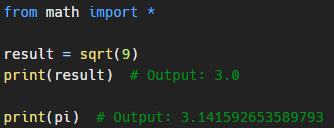 from math import *
result = sqrt(9)
print(result)  # Output: 3.0
print(pi)  # Output: 3.141592653589793